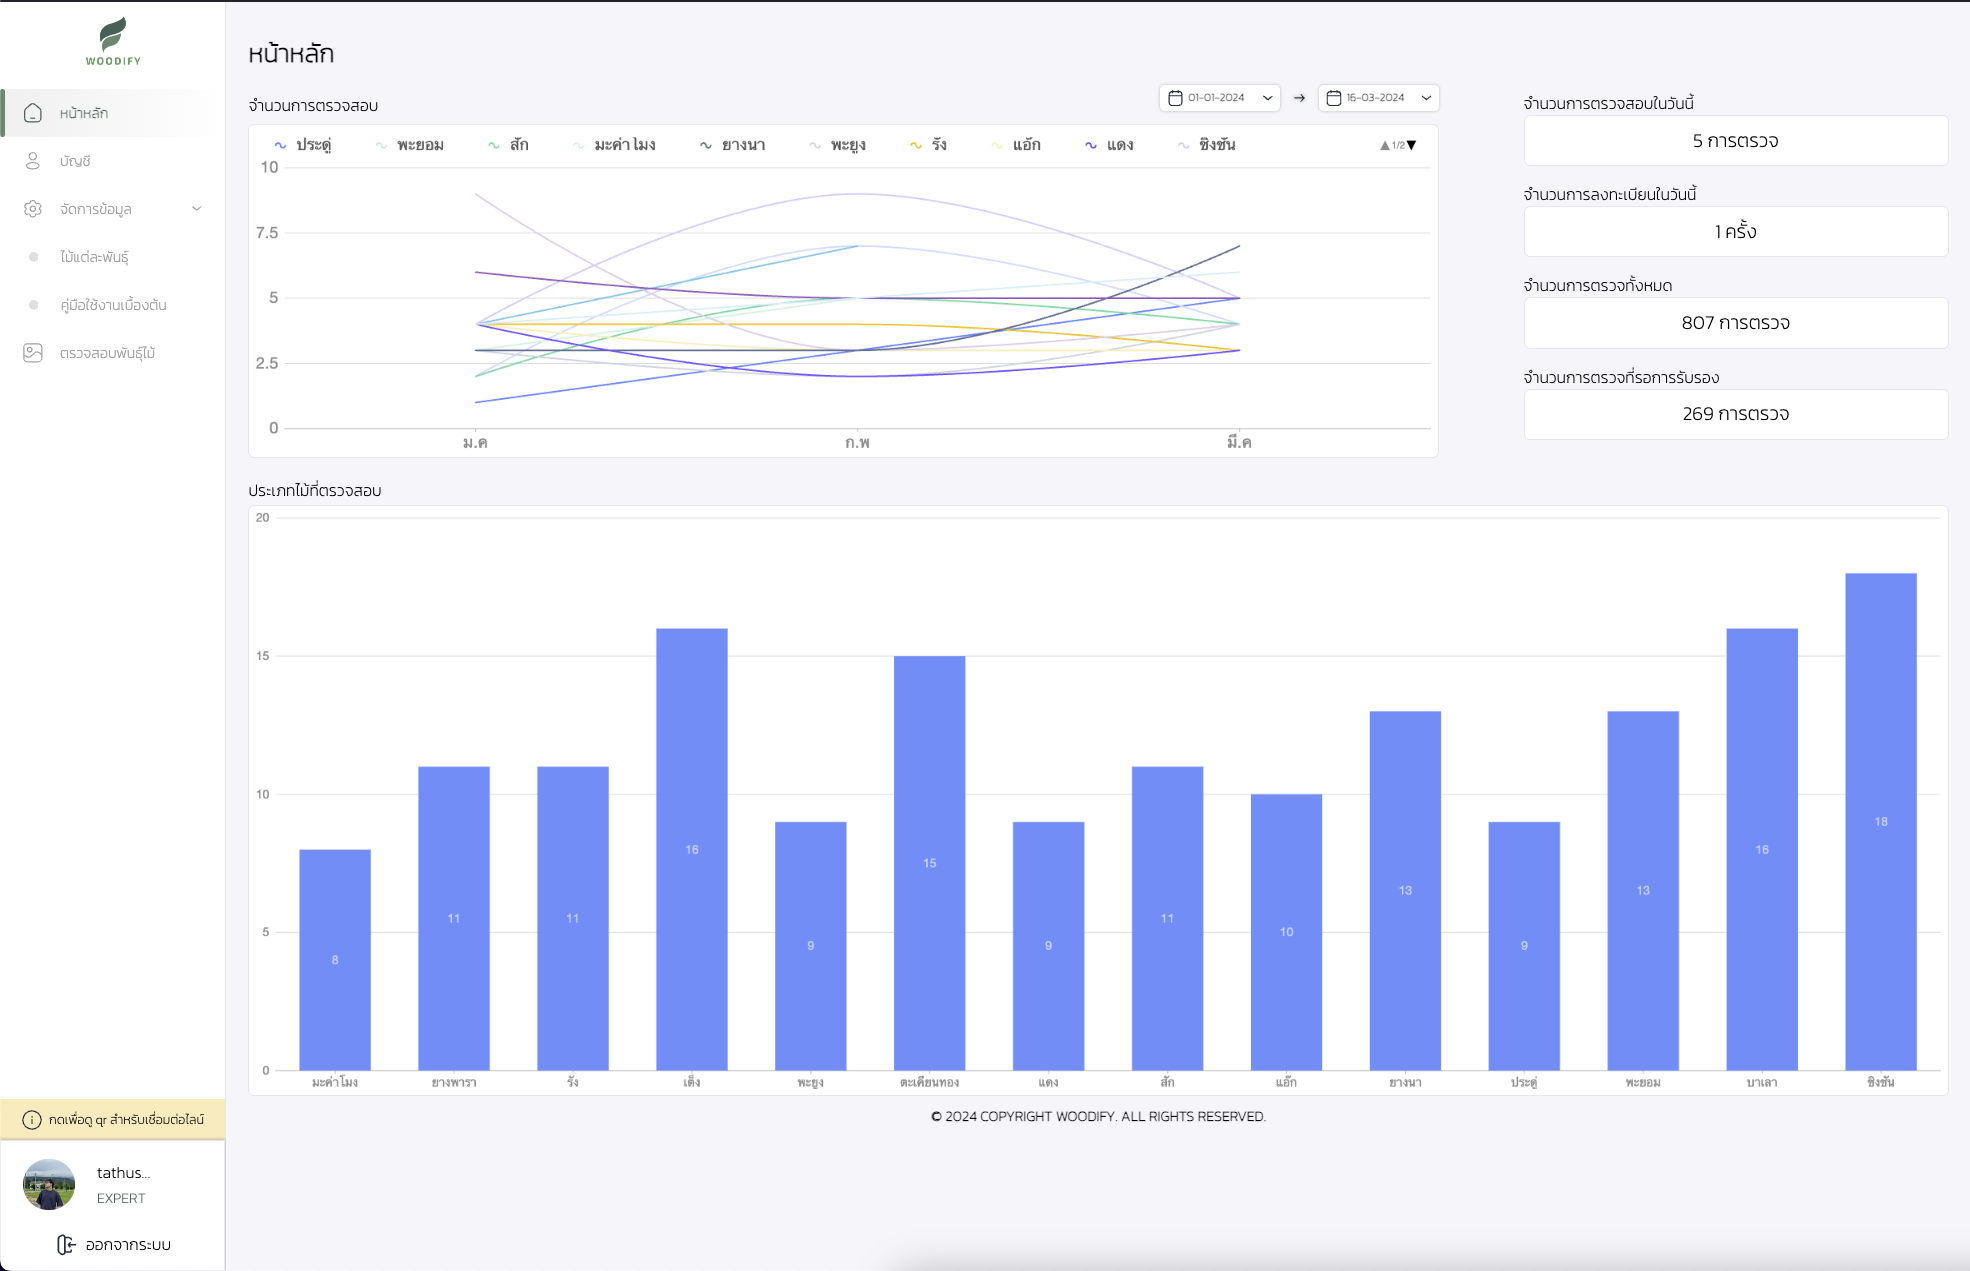 WOODIFY
หน้าหลัก
บัญชี
จัดการข้อมูล
ไม้แต่ละพันธุ์
คู่มือใช้งานเบื้องต้น
ตรวจสอบพันธุ์ไม้
กดเพื่อดู qr สำหรับเชื่อมต่อไลน์
tathus...
EXPERT
ออกจากระบบ
หน้าหลัก
จำนวนการตรวจสอบ
01-01-2024 → 16-03-2024
ประดู่ พะยอม สัก มะค่าโมง ยางนา พะยูง รัง แอ๊ก แดง ชิงชัน 1/2
10
7.5
5
2.5
0
ม.ค ก.พ มี.ค
จำนวนการตรวจสอบในวันนี้
5 การตรวจ
จำนวนการลงทะเบียนในวันนี้
1 ครั้ง
จำนวนการตรวจทั้งหมด
807 การตรวจ
จำนวนการตรวจที่รอการรับรอง
269 การตรวจ
ประเภทไม้ที่ตรวจสอบ
20
15
10
5
0
8 11 11 16 9 15 9 11 10 13 9 13 16 18
มะค่าโมง ยางพารา รัง เต็ง พะยูง ตะเคียนทอง แดง สัก แอ๊ก ยางนา ประดู่ พะยอม บาเลา ชิงชัน
© 2024 COPYRIGHT WOODIFY. ALL RIGHTS RESERVED.